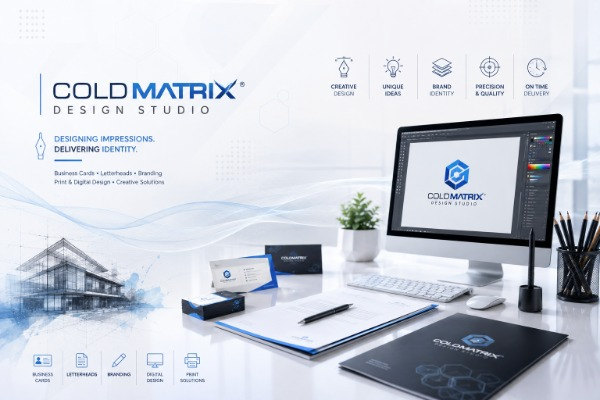 COLDMATRIX®
DESIGN STUDIO
DESIGNING IMPRESSIONS.
DELIVERING IDENTITY.
Business Cards • Letterheads • Branding
Print & Digital Design • Creative Solutions
CREATIVE
DESIGN
UNIQUE
IDEAS
BRAND
IDENTITY
PRECISION
& QUALITY
ON TIME
DELIVERY
COLDMATRIX™
DESIGN STUDIO
COLDMATRIX
COLDMATRIX
BUSINESS
CARDS
LETTERHEADS
BRANDING
DIGITAL
DESIGN
PRINT
SOLUTIONS